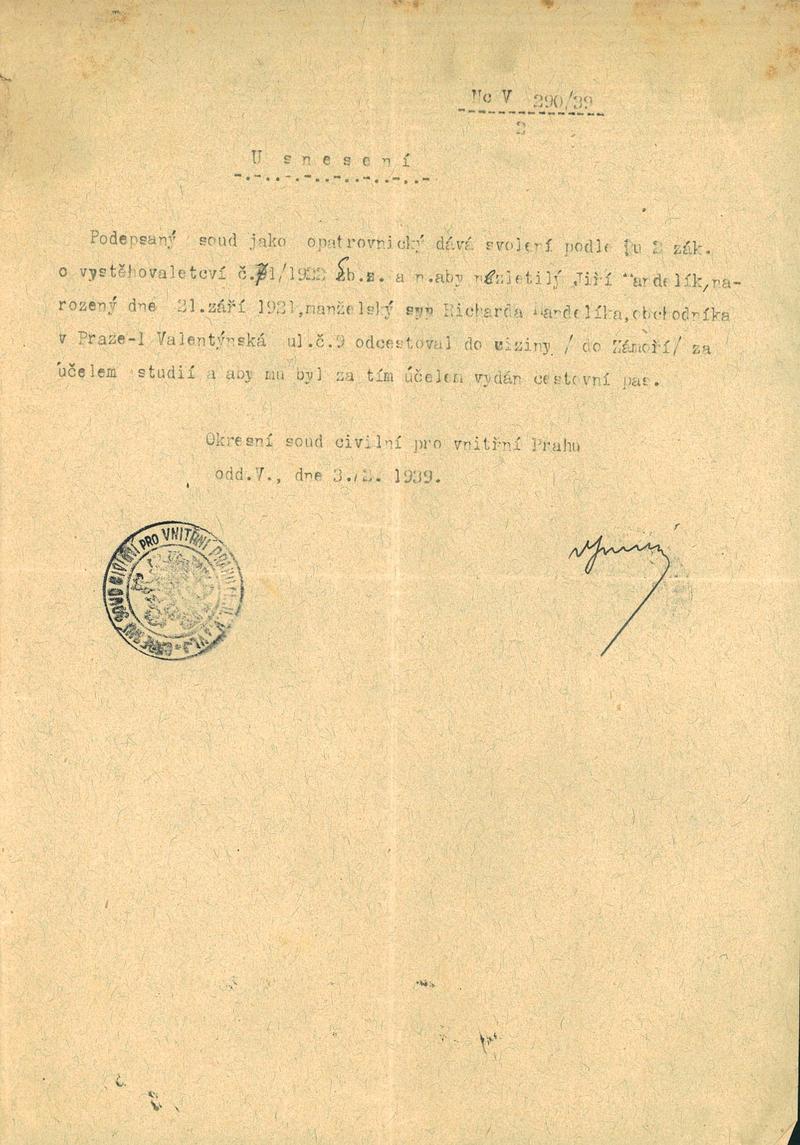 Nc V 290/39
2
U s n e s e n í
Podepsaný soud jako opatrovnický dává svolení podle §u 2 zák.
o vystěhovaletví č.71/1922 Sb.z. a n.aby nezletilý Jiří Mardelík,na-
rozený dne 21.září 1921,manželský syn Richarda Mardelíka,obchodníka
v Praze-I Valentýnská ul.č.9 odcestoval do ciziny / do Zámoří/ za
účelem studií a aby mu byl za tím účelem vydán cestovní pas.
Okresní soud civilní pro vnitřní Prahu
odd.V., dne 3./2. 1939.
PRO VNITŘNÍ